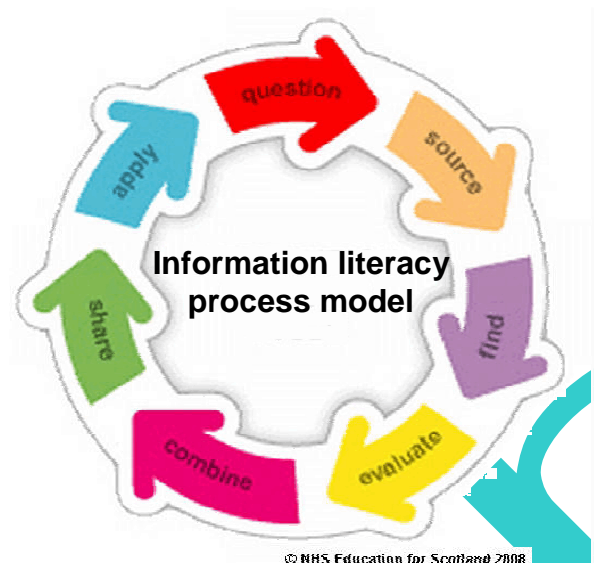 question
source
find
evaluate
combine
share
apply
Information literacy
process model
© NHS Education for Scotland 2008